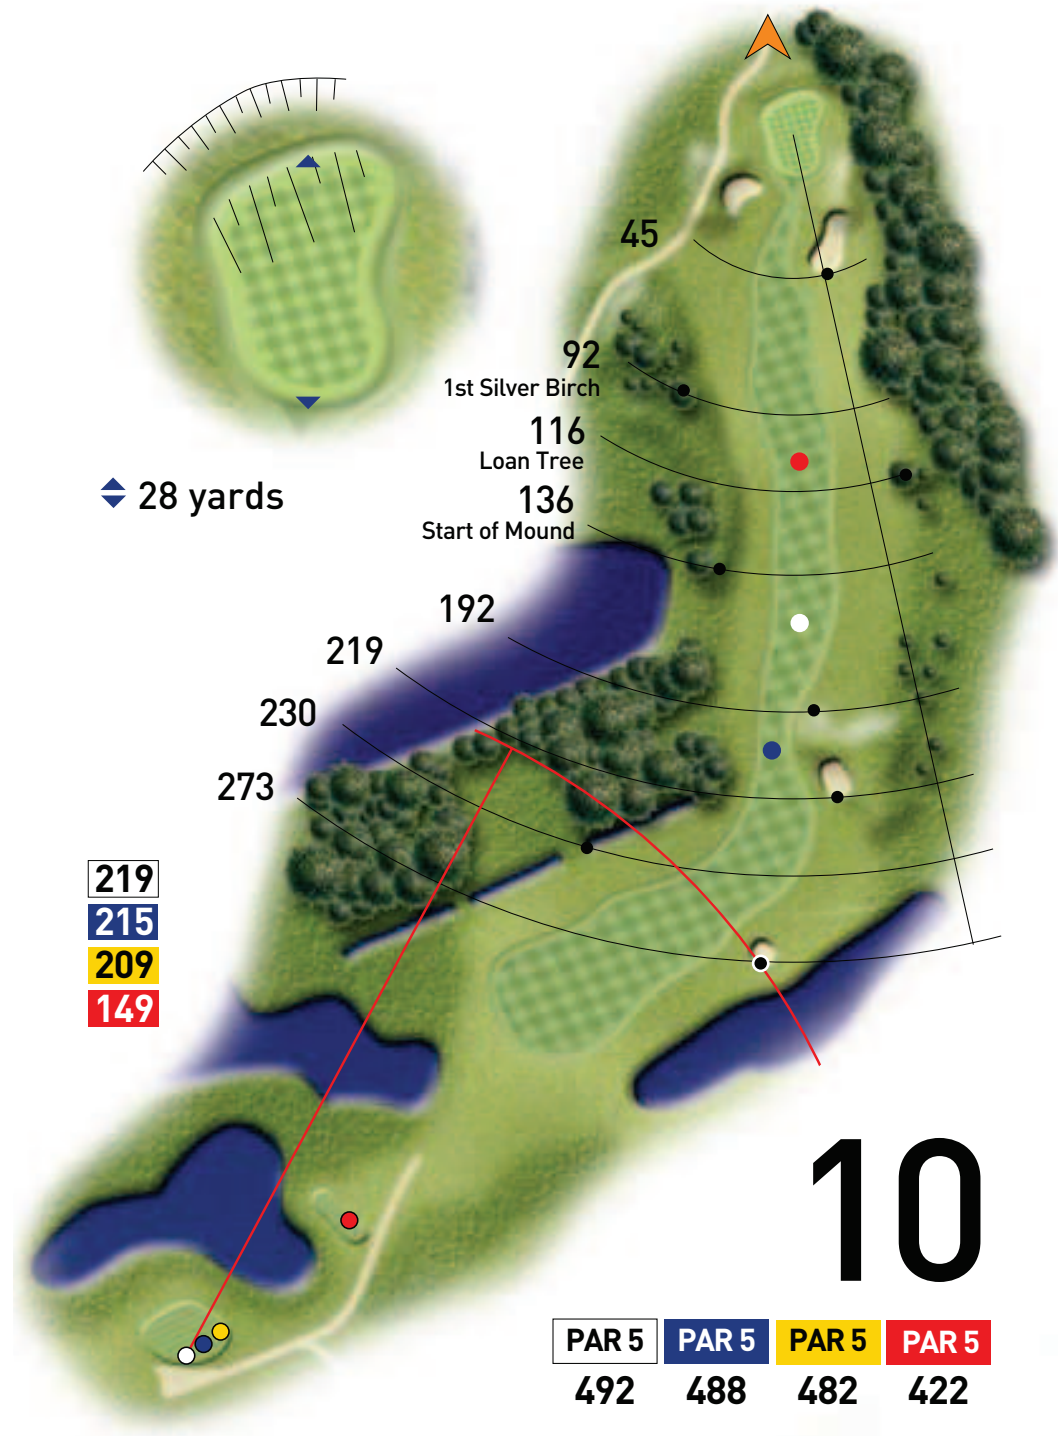 45
92
1st Silver Birch
116
Loan Tree
28 yards
136
Start of Mound
192
219
230
273
219
215
209
149
10
PAR 5 PAR 5 PAR 5 PAR 5
492 488 482 422